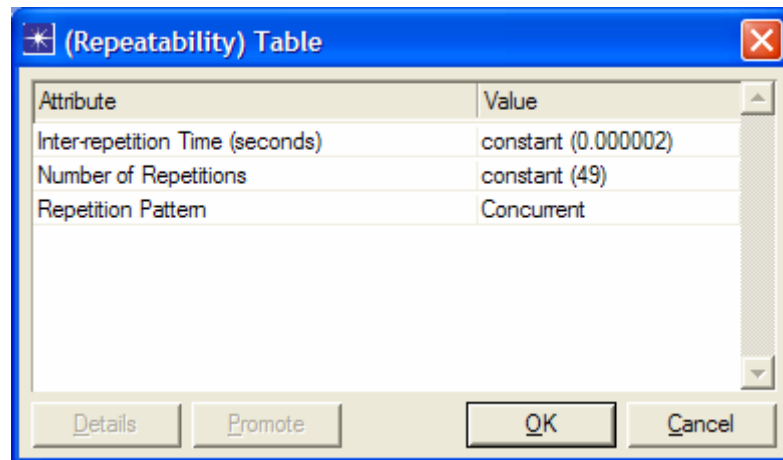 (Repeatability) Table
Attribute Value
Inter-repetition Time (seconds) constant (0.000002)
Number of Repetitions constant (49)
Repetition Pattern Concurrent
Details Promote OK Cancel